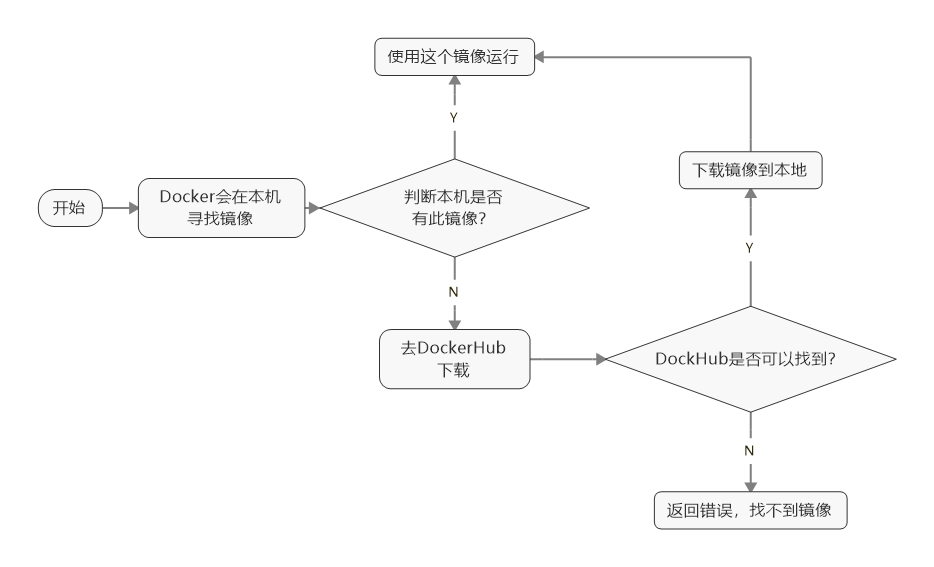 使用这个镜像运行
Y
下载镜像到本地
开始
Docker会在本机
寻找镜像
判断本机是否
有此镜像?
Y
N
去DockerHub
下载
DockHub是否可以找到?
N
返回错误，找不到镜像